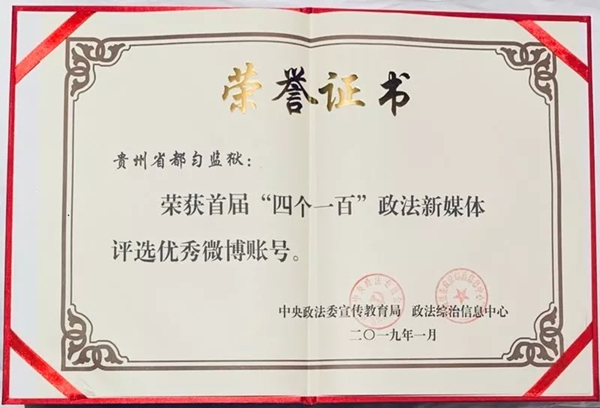 荣誉证书
贵州省都匀监狱：
荣获首届“四个一百”政法新媒体
评选优秀微博账号。
中央政法委宣传教育局 政法综治信息中心
二〇一九年一月